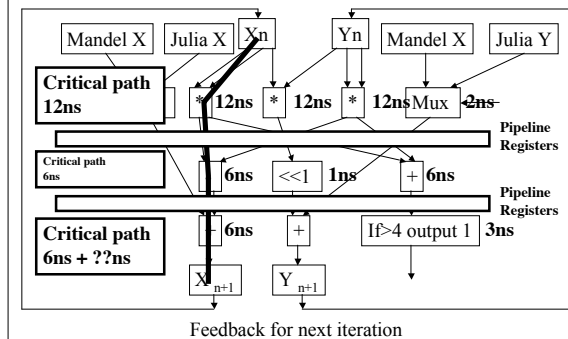 Mandel X
Julia X
Xn
Yn
Mandel X
Julia Y
Critical path
12ns
*
12ns
*
12ns
*
12ns
Mux
2ns
Pipeline
Registers
Critical path
6ns
6ns
<<1
1ns
+
6ns
Pipeline
Registers
Critical path
6ns + ??ns
+
6ns
+
If>4 output 1
3ns
X n+1
Y n+1
Feedback for next iteration